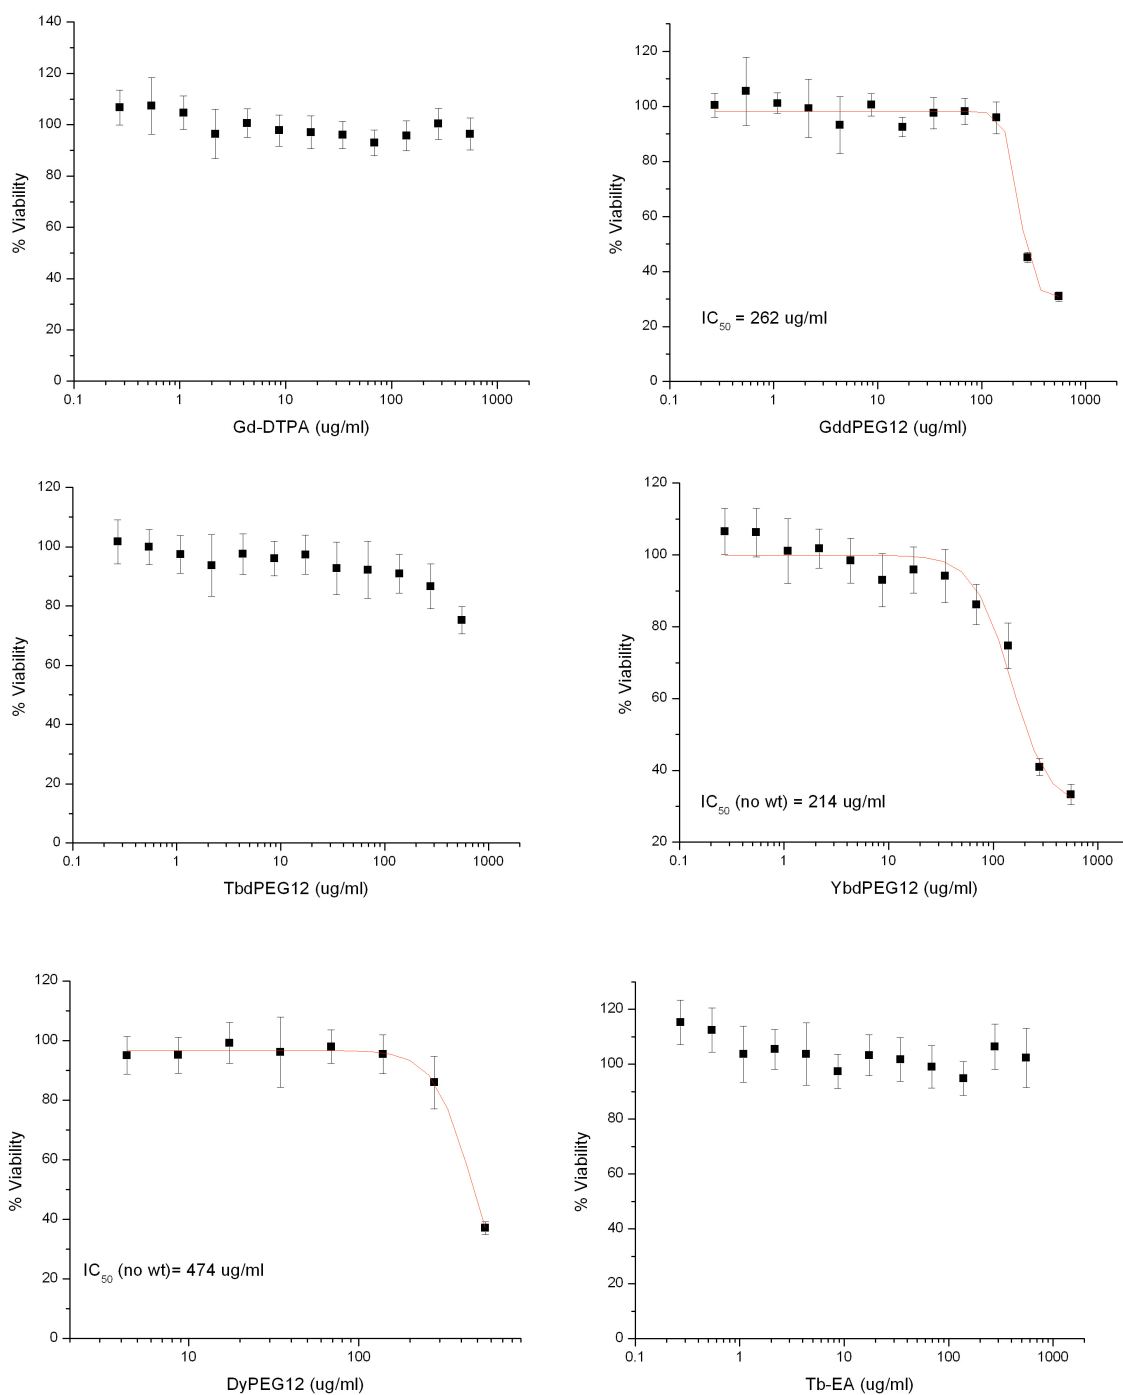 140
120
100
80
60
40
20
0
% Viability
0.1 1 10 100 1000
Gd-DTPA (ug/ml)
120
100
80
60
40
20
0
% Viability
IC50 = 262 ug/ml
0.1 1 10 100 1000
GddPEG12 (ug/ml)
120
100
80
60
40
20
0
% Viability
0.1 1 10 100 1000
TbdPEG12 (ug/ml)
120
100
80
60
40
20
% Viability
IC50 (no wt) = 214 ug/ml
0.1 1 10 100 1000
YbdPEG12 (ug/ml)
120
100
80
60
40
20
0
% Viability
IC50 (no wt)= 474 ug/ml
10 100
DyPEG12 (ug/ml)
120
100
80
60
40
20
0
% Viability
0.1 1 10 100 1000
Tb-EA (ug/ml)